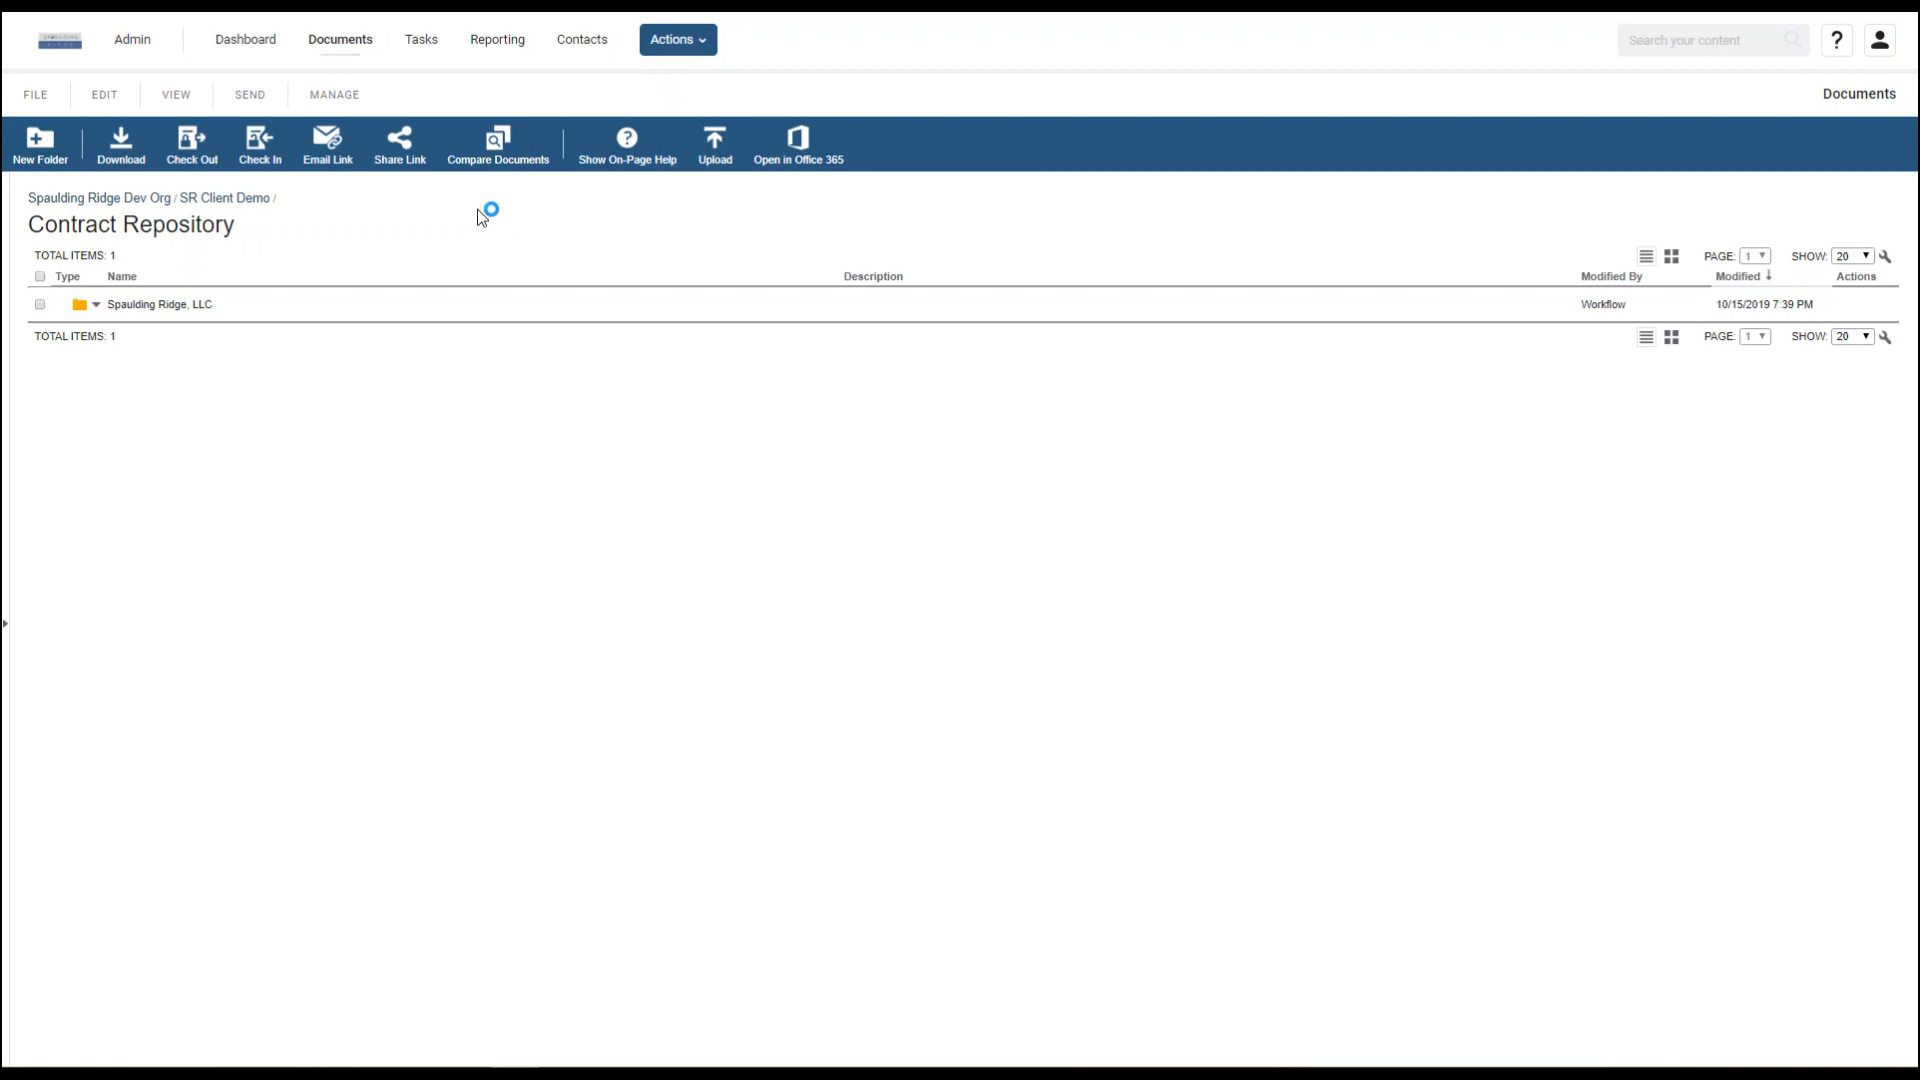 Admin Dashboard Documents Tasks Reporting Contacts Actions Search your content ?
FILE EDIT VIEW SEND MANAGE Documents
New Folder Download Check Out Check In Email Link Share Link Compare Documents Show On-Page Help Upload Open in Office 365
Spaulding Ridge Dev Org / SR Client Demo /
Contract Repository
TOTAL ITEMS: 1 PAGE: 1 SHOW: 20
Type Name Description Modified By Modified Actions
Spaulding Ridge, LLC Workflow 10/15/2019 7:39 PM
TOTAL ITEMS: 1 PAGE: 1 SHOW: 20